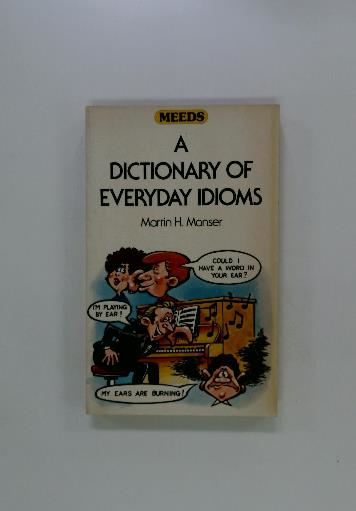 MEEDS
A
DICTIONARY OF
EVERYDAY IDIOMS
Martin H. Manser
COULD I
HAVE A WORD IN
YOUR EAR?
I'M PLAYING
BY EAR!
MY EARS ARE BURNING!